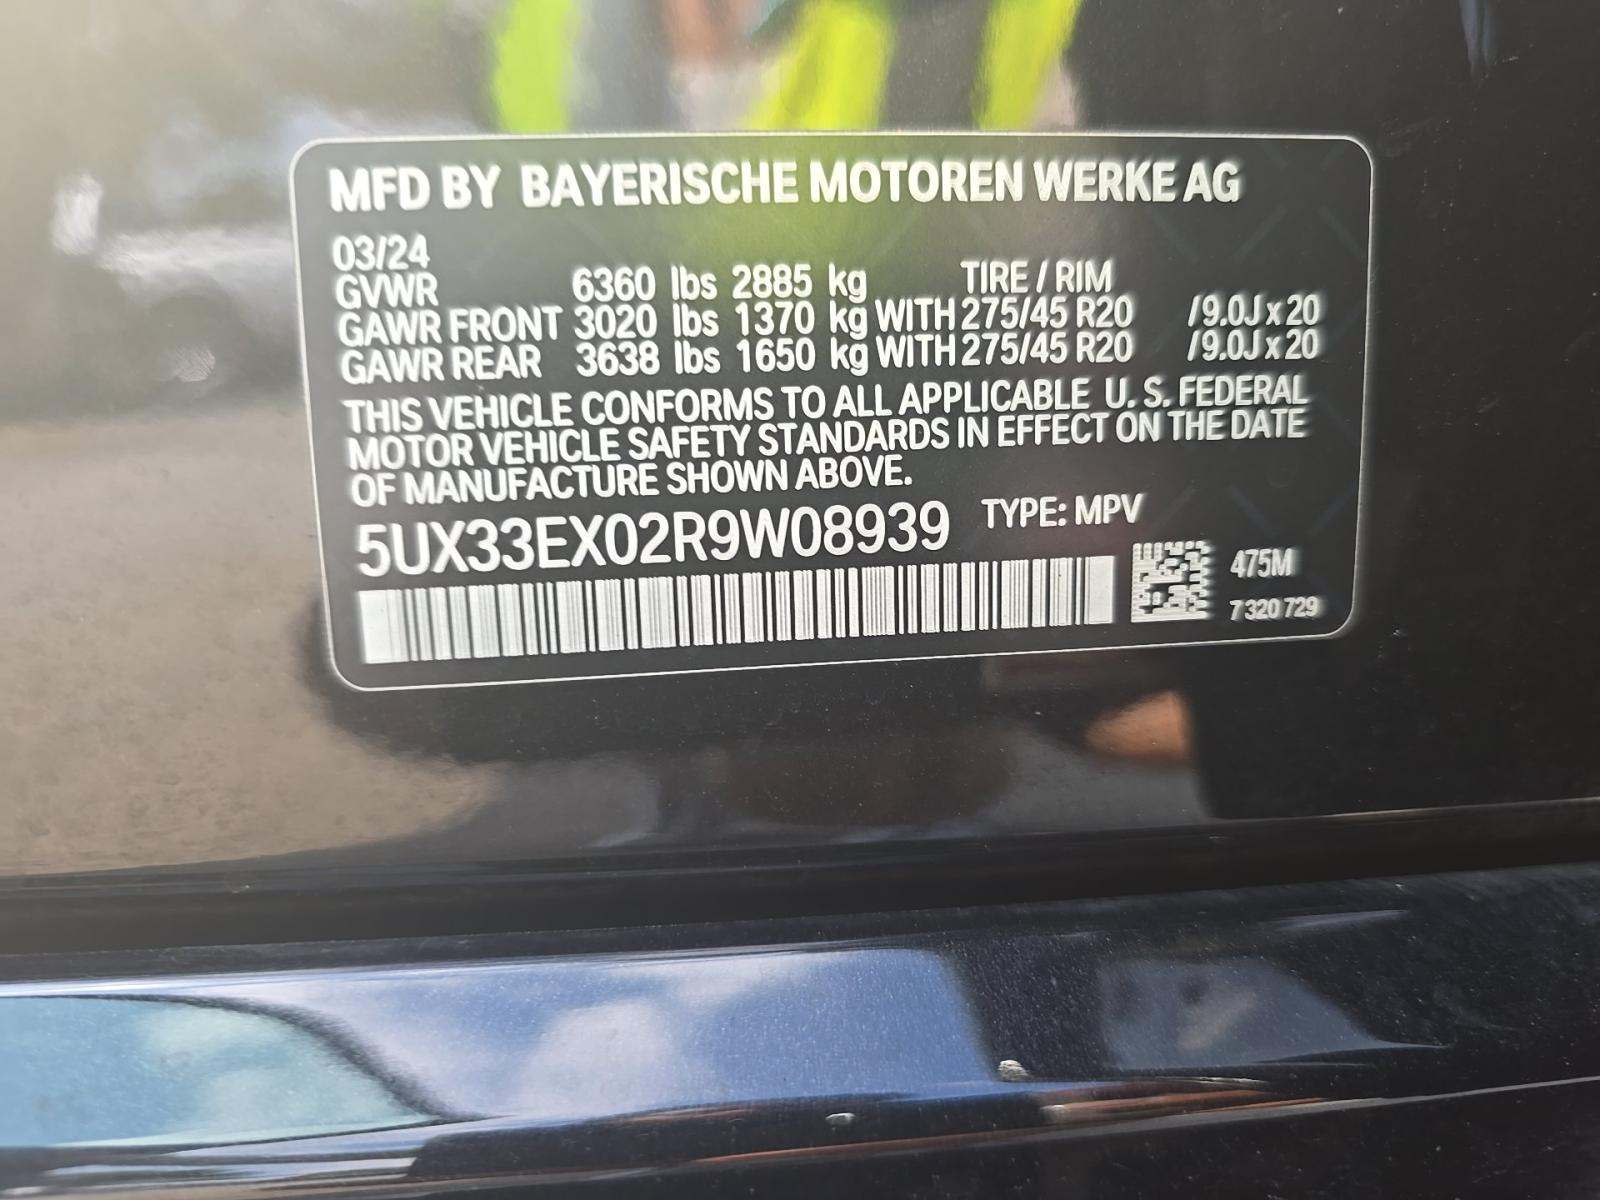 MFD BY BAYERISCHE MOTOREN WERKE AG
03/24
GVWR 6360 lbs 2885 kg TIRE / RIM
GAWR FRONT 3020 lbs 1370 kg WITH 275/45 R20 /9.0J x 20
GAWR REAR 3638 lbs 1650 kg WITH 275/45 R20 /9.0J x 20
THIS VEHICLE CONFORMS TO ALL APPLICABLE U. S. FEDERAL
MOTOR VEHICLE SAFETY STANDARDS IN EFFECT ON THE DATE
OF MANUFACTURE SHOWN ABOVE.
5UX33EX02R9W08939 TYPE: MPV
475M
7 320 729